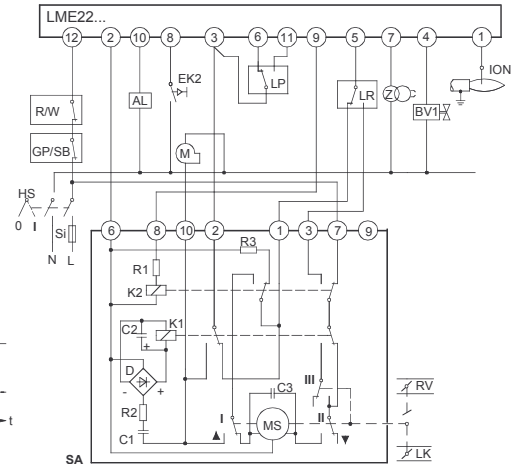 LME22...
12 2 10 8 3 6 11 9 5 7 4 1
ION
EK2
LP
R/W
AL
LR
Z
BV1
GP/SB
M
HS
0 I
Si
N L
6 8 10 2 1 3 7 9
R3
R1
K2
C2
K1
+
D
- +
III
C3
RV
R2
I
MS
II
C1
t
SA
LK